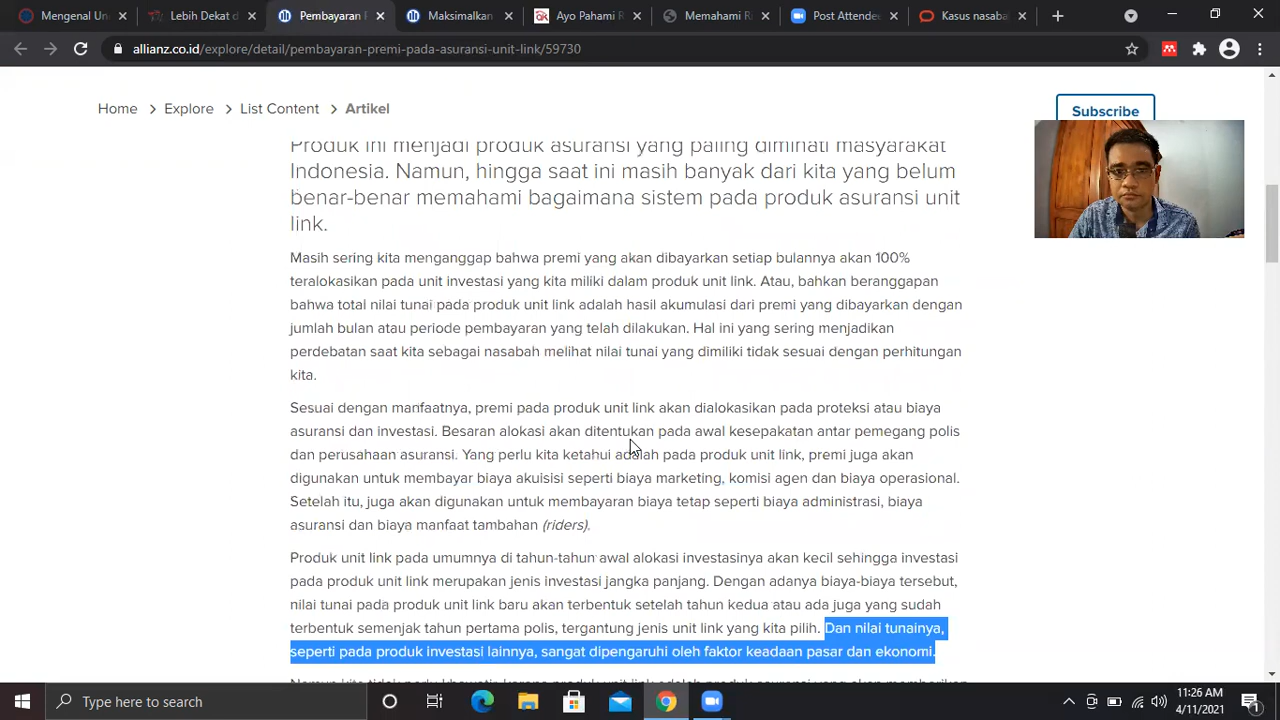 Mengenal Un
Lebih Dekat d
Pembayaran P
Maksimalkan
Ayo Pahami R
Memahami Ri
Post Attendee
Kasus nasaba
allianz.co.id/explore/detail/pembayaran-premi-pada-asuransi-unit-link/59730
Home > Explore > List Content > Artikel
Subscribe
Produk ini menjadi produk asuransi yang paling diminati masyarakat
Indonesia. Namun, hingga saat ini masih banyak dari kita yang belum
benar-benar memahami bagaimana sistem pada produk asuransi unit
link.
Masih sering kita menganggap bahwa premi yang akan dibayarkan setiap bulannya akan 100%
teralokasikan pada unit investasi yang kita miliki dalam produk unit link. Atau, bahkan beranggapan
bahwa total nilai tunai pada produk unit link adalah hasil akumulasi dari premi yang dibayarkan dengan
jumlah bulan atau periode pembayaran yang telah dilakukan. Hal ini yang sering menjadikan
perdebatan saat kita sebagai nasabah melihat nilai tunai yang dimiliki tidak sesuai dengan perhitungan
kita.
Sesuai dengan manfaatnya, premi pada produk unit link akan dialokasikan pada proteksi atau biaya
asuransi dan investasi. Besaran alokasi akan ditentukan pada awal kesepakatan antar pemegang polis
dan perusahaan asuransi. Yang perlu kita ketahui adalah pada produk unit link, premi juga akan
digunakan untuk membayar biaya akuisisi seperti biaya marketing, komisi agen dan biaya operasional.
Setelah itu, juga akan digunakan untuk membayaran biaya tetap seperti biaya administrasi, biaya
asuransi dan biaya manfaat tambahan (riders).
Produk unit link pada umumnya di tahun-tahun awal alokasi investasinya akan kecil sehingga investasi
pada produk unit link merupakan jenis investasi jangka panjang. Dengan adanya biaya-biaya tersebut,
nilai tunai pada produk unit link baru akan terbentuk setelah tahun kedua atau ada juga yang sudah
terbentuk semenjak tahun pertama polis, tergantung jenis unit link yang kita pilih. Dan nilai tunainya,
seperti pada produk investasi lainnya, sangat dipengaruhi oleh faktor keadaan pasar dan ekonomi.
Type here to search
11:26 AM
4/11/2021